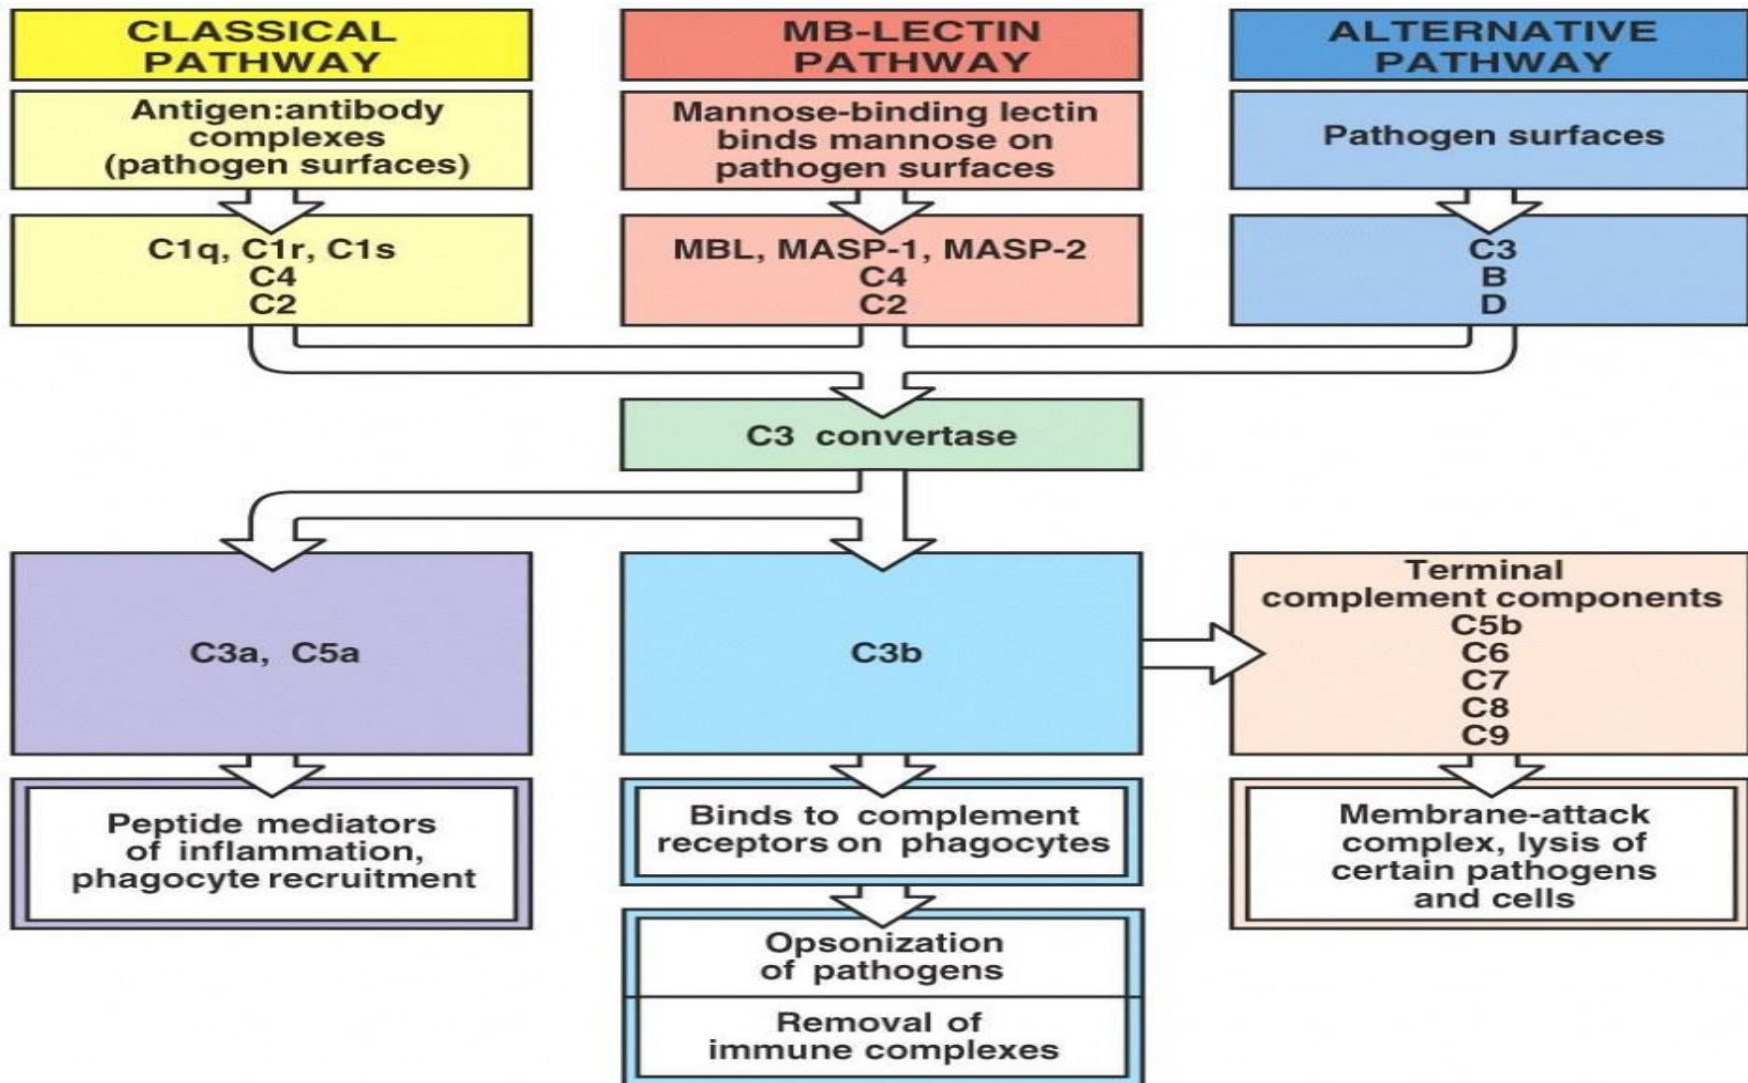 CLASSICAL
PATHWAY
MB-LECTIN
PATHWAY
ALTERNATIVE
PATHWAY
Antigen:antibody
complexes
(pathogen surfaces)
Mannose-binding lectin
binds mannose on
pathogen surfaces
Pathogen surfaces
C1q, C1r, C1s
C4
C2
MBL, MASP-1, MASP-2
C4
C2
C3
B
D
C3 convertase
C3a, C5a
C3b
Terminal
complement components
C5b
C6
C7
C8
C9
Peptide mediators
of inflammation,
phagocyte recruitment
Binds to complement
receptors on phagocytes
Opsonization
of pathogens
Removal of
immune complexes
Membrane-attack
complex, lysis of
certain pathogens
and cells